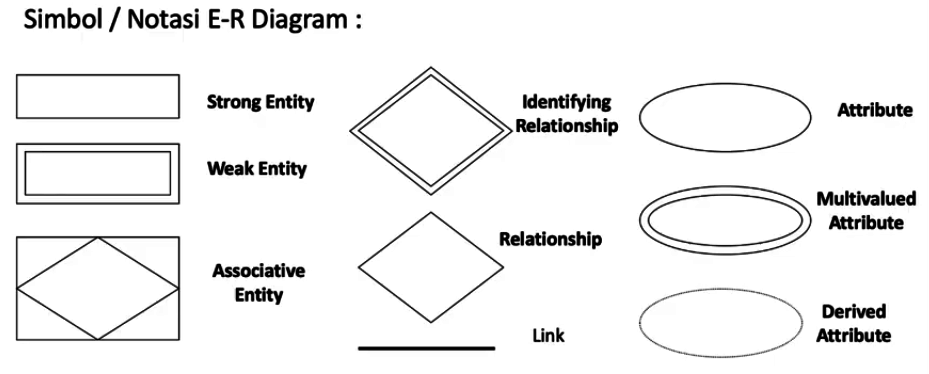 Simbol / Notasi E-R Diagram :
Strong Entity
Weak Entity
Associative
Entity
Identifying
Relationship
Relationship
Link
Attribute
Multivalued
Attribute
Derived
Attribute